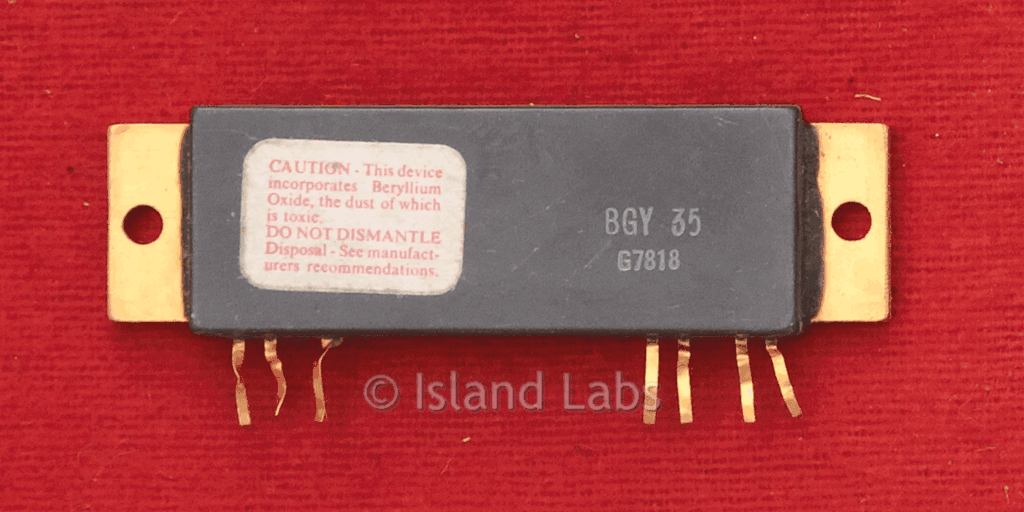 CAUTION - This device
incorporates Beryllium
Oxide, the dust of which
is toxic.
DO NOT DISMANTLE
Disposal - See manufact-
urers recommendations.
BGY 35
G7818
© Island Labs